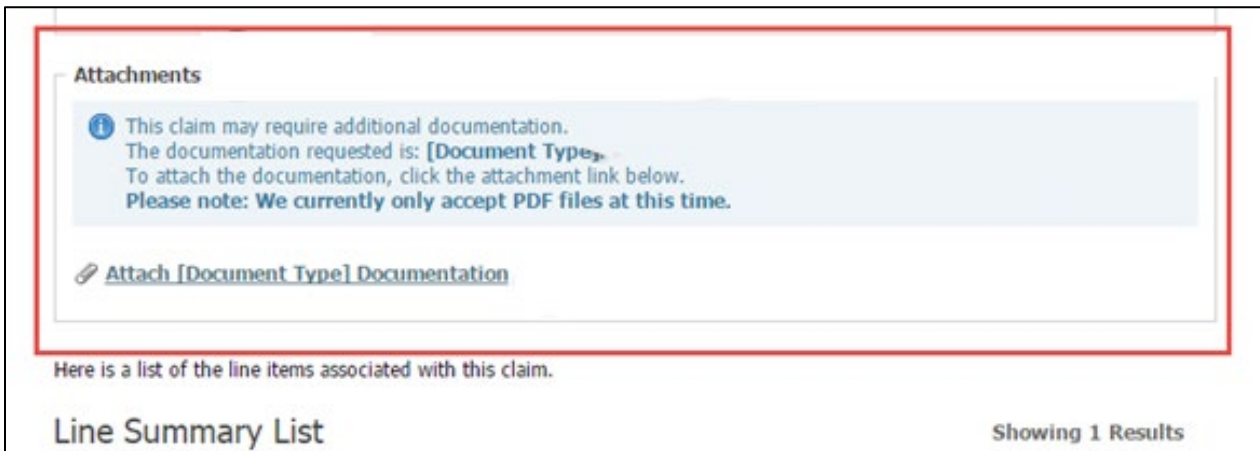 Attachments
This claim may require additional documentation.
The documentation requested is: [Document Type].
To attach the documentation, click the attachment link below.
Please note: We currently only accept PDF files at this time.
Attach [Document Type] Documentation
Here is a list of the line items associated with this claim.
Line Summary List
Showing 1 Results